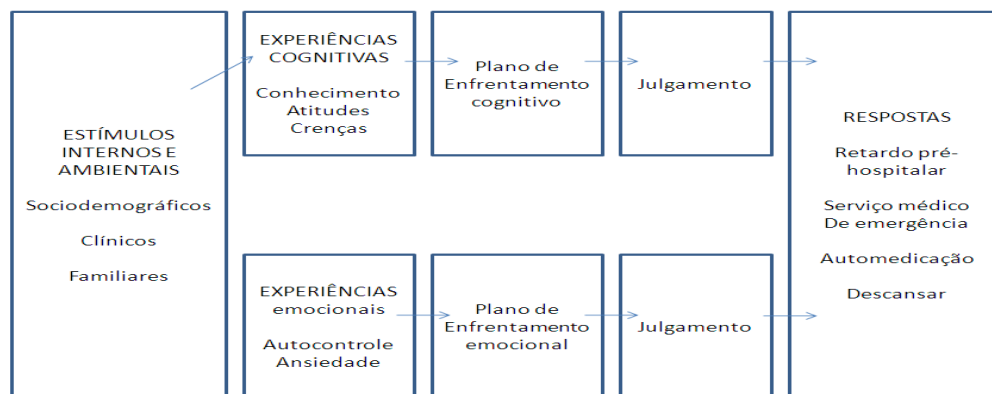 ESTÍMULOS
INTERNOS E
AMBIENTAIS
Sociodemográficos
Clínicos
Familiares
EXPERIÊNCIAS
COGNITIVAS
Conhecimento
Atitudes
Crenças
Plano de
Enfrentamento
cognitivo
Julgamento
EXPERIÊNCIAS
emocionais
Autocontrole
Ansiedade
Plano de
Enfrentamento
emocional
Julgamento
RESPOSTAS
Retardo pré-
hospitalar
Serviço médico
De emergência
Automedicação
Descansar